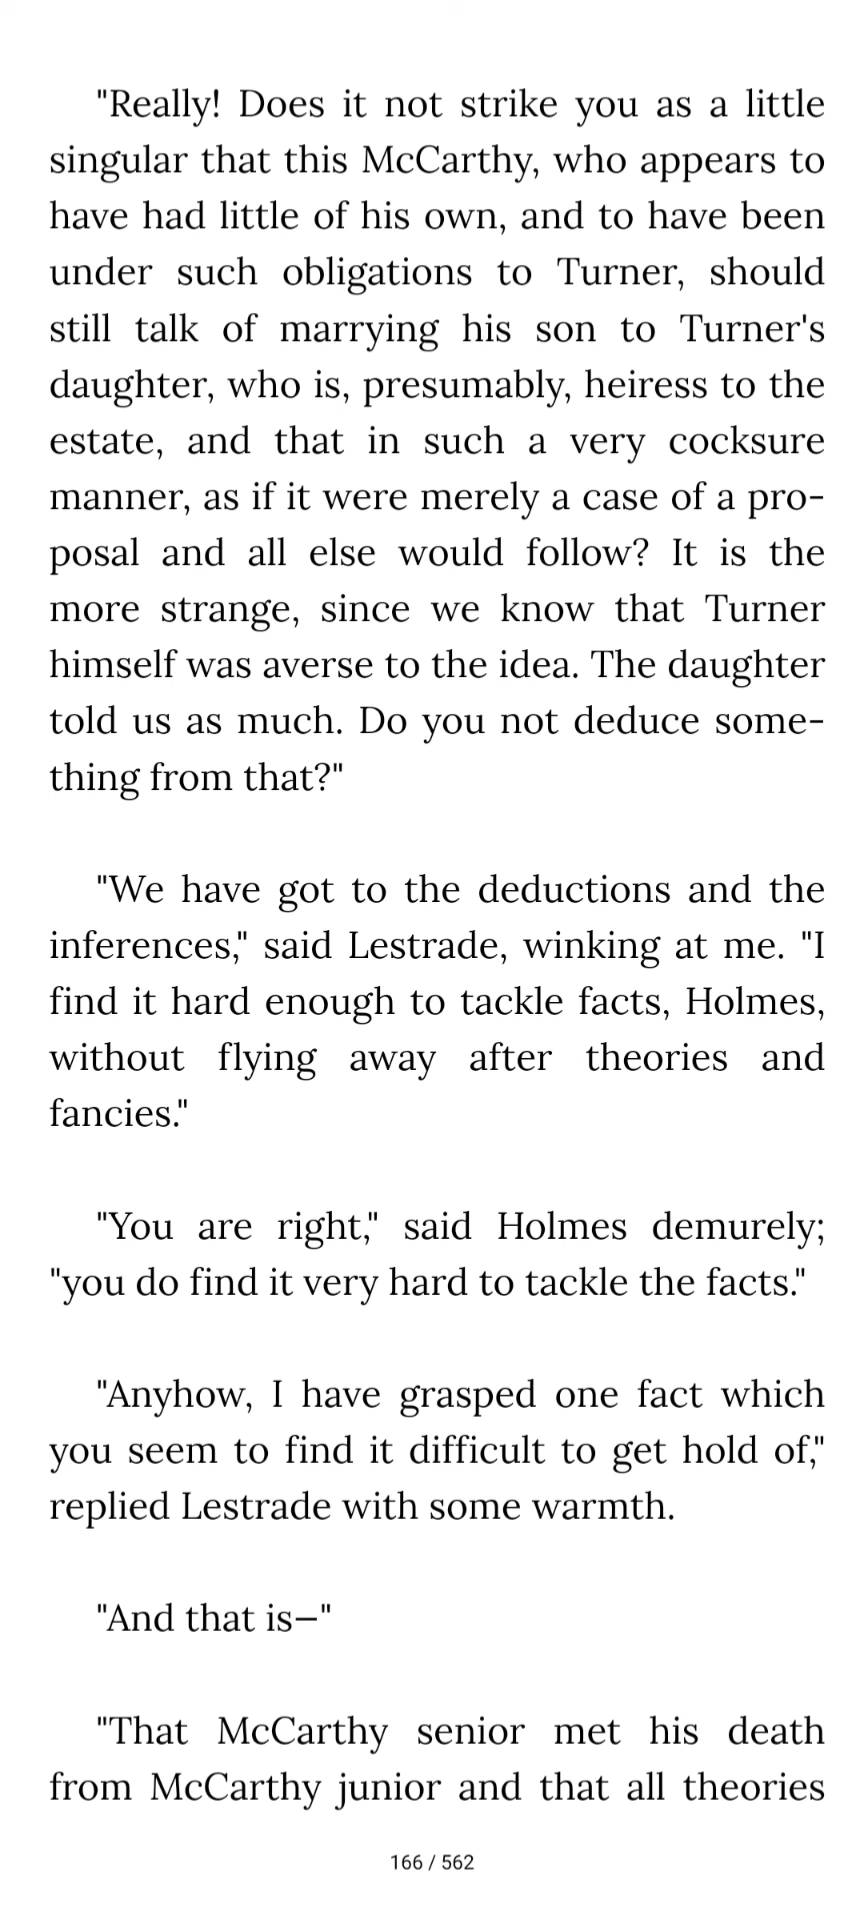 "Really! Does it not strike you as a little
singular that this McCarthy, who appears to
have had little of his own, and to have been
under such obligations to Turner, should
still talk of marrying his son to Turner's
daughter, who is, presumably, heiress to the
estate, and that in such a very cocksure
manner, as if it were merely a case of a pro-
posal and all else would follow? It is the
more strange, since we know that Turner
himself was averse to the idea. The daughter
told us as much. Do you not deduce some-
thing from that?"
"We have got to the deductions and the
inferences," said Lestrade, winking at me. "I
find it hard enough to tackle facts, Holmes,
without flying away after theories and
fancies."
"You are right," said Holmes demurely;
"you do find it very hard to tackle the facts."
"Anyhow, I have grasped one fact which
you seem to find it difficult to get hold of,"
replied Lestrade with some warmth.
"And that is—"
"That McCarthy senior met his death
from McCarthy junior and that all theories
166 / 562